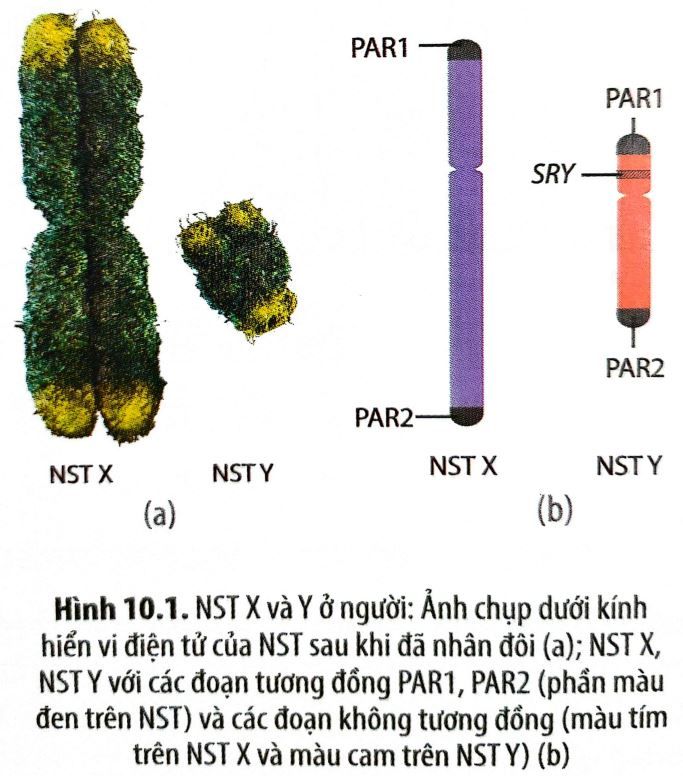 PAR1
PAR1
SRY
PAR2
PAR2
NST X
NST Y
NST X
NST Y
(a)
(b)
Hình 10.1. NST X và Y ở người: Ảnh chụp dưới kính
hiển vi điện tử của NST sau khi đã nhân đôi (a); NST X,
NST Y với các đoạn tương đồng PAR1, PAR2 (phần màu
đen trên NST) và các đoạn không tương đồng (màu tím
trên NST X và màu cam trên NST Y) (b)